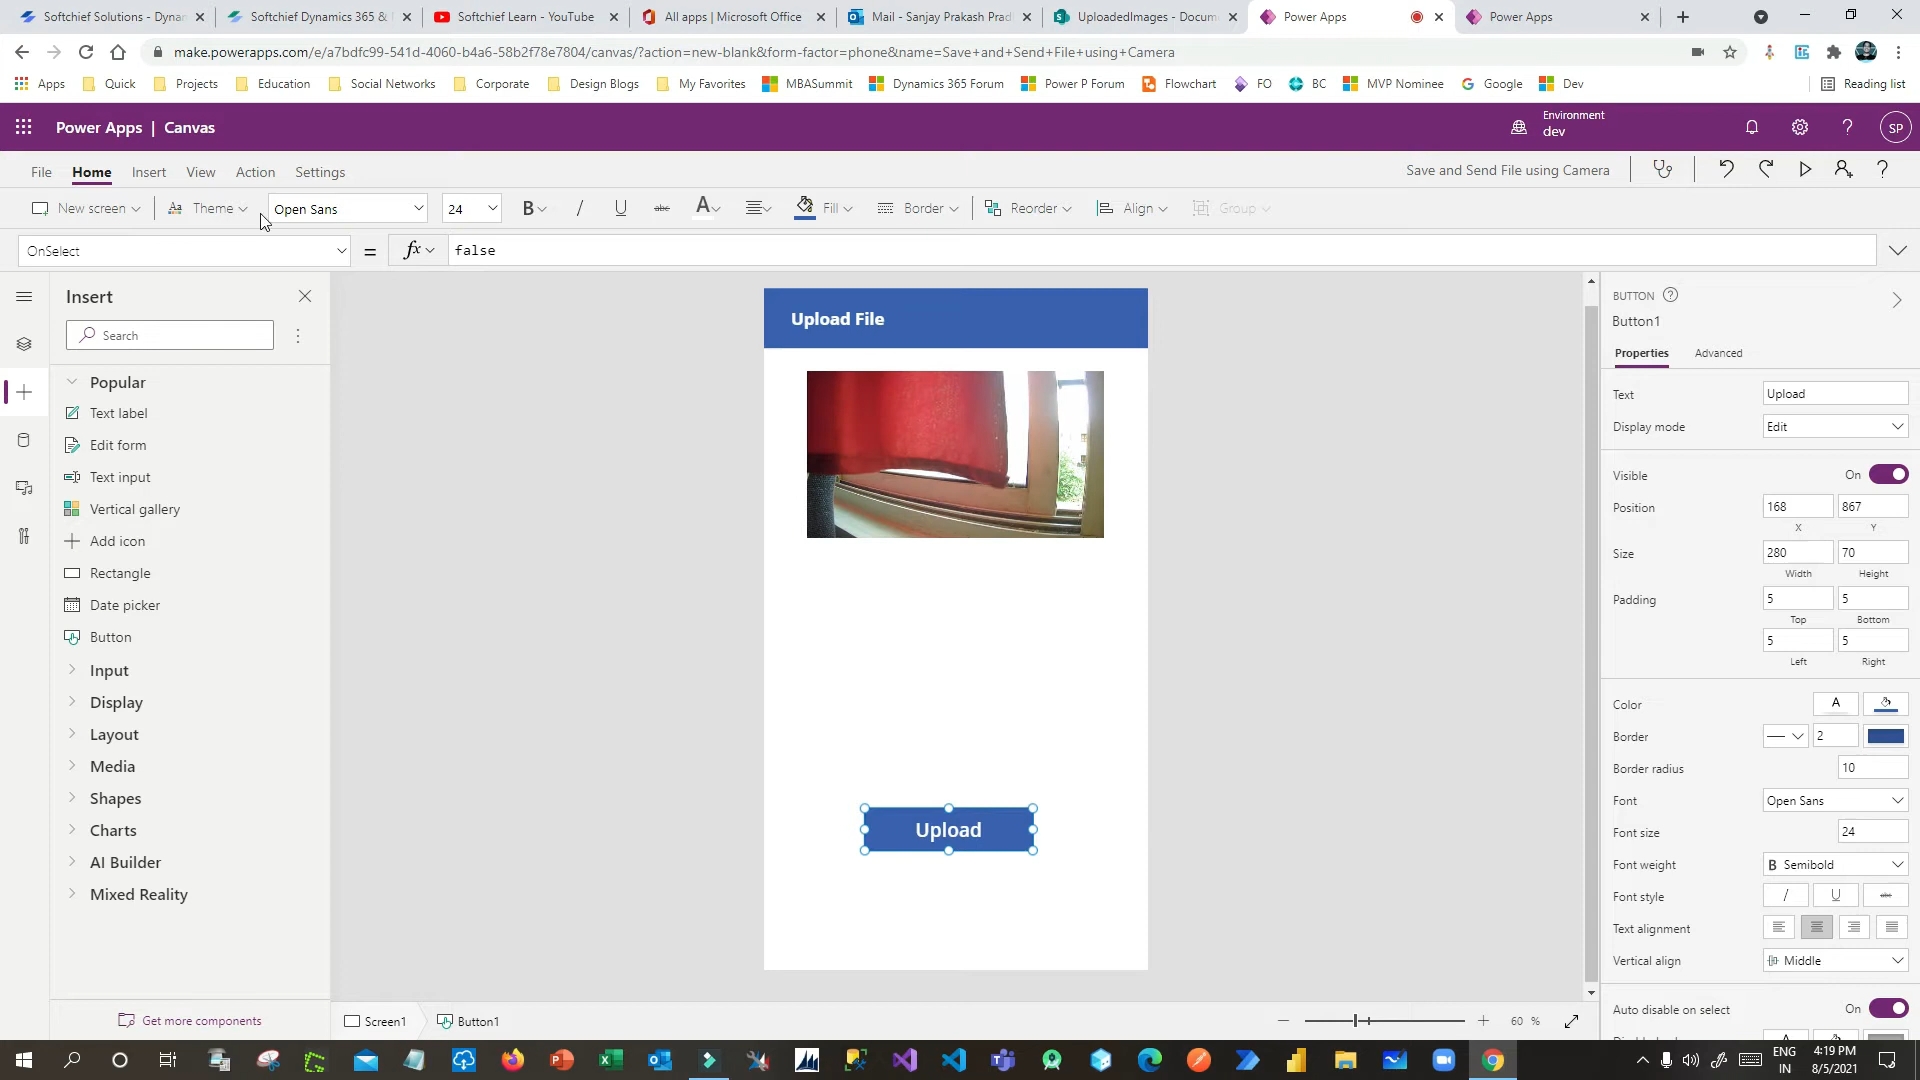 Softchief Solutions - Dynan
Softchief Dynamics 365 &
Softchief Learn - YouTube
All apps | Microsoft Office
Mail - Sanjay Prakash Prad
UploadedImages - Docum
Power Apps
Power Apps
make.powerapps.com/e/a7bdfc99-541d-4060-b4a6-58b2f78e7804/canvas/?action=new-blank&form-factor=phone&name=Save+and+Send+File+using+Camera
Apps Quick Projects Education Social Networks Corporate Design Blogs My Favorites MBASummit Dynamics 365 Forum Power P Forum Flowchart FO BC MVP Nominee Google Dev Reading list
Power Apps | Canvas
Environment
dev
SP
File Home Insert View Action Settings
Save and Send File using Camera
New screen Theme Open Sans 24 B / U abc A Fill Border Reorder Align Group
OnSelect = fx false
Insert
Search
Popular
Text label
Edit form
Text input
Vertical gallery
Add icon
Rectangle
Date picker
Button
Input
Display
Layout
Media
Shapes
Charts
AI Builder
Mixed Reality
Get more components
Upload File
Upload
Screen1 Button1
60 %
BUTTON
Button1
Properties Advanced
Text Upload
Display mode Edit
Visible On
Position 168 867
X Y
Size 280 70
Width Height
Padding 5 5
Top Bottom
5 5
Left Right
Color A
Border 2
Border radius 10
Font Open Sans
Font size 24
Font weight B Semibold
Font style / U abc
Text alignment
Vertical align Middle
Auto disable on select On
ENG
IN
4:19 PM
8/5/2021